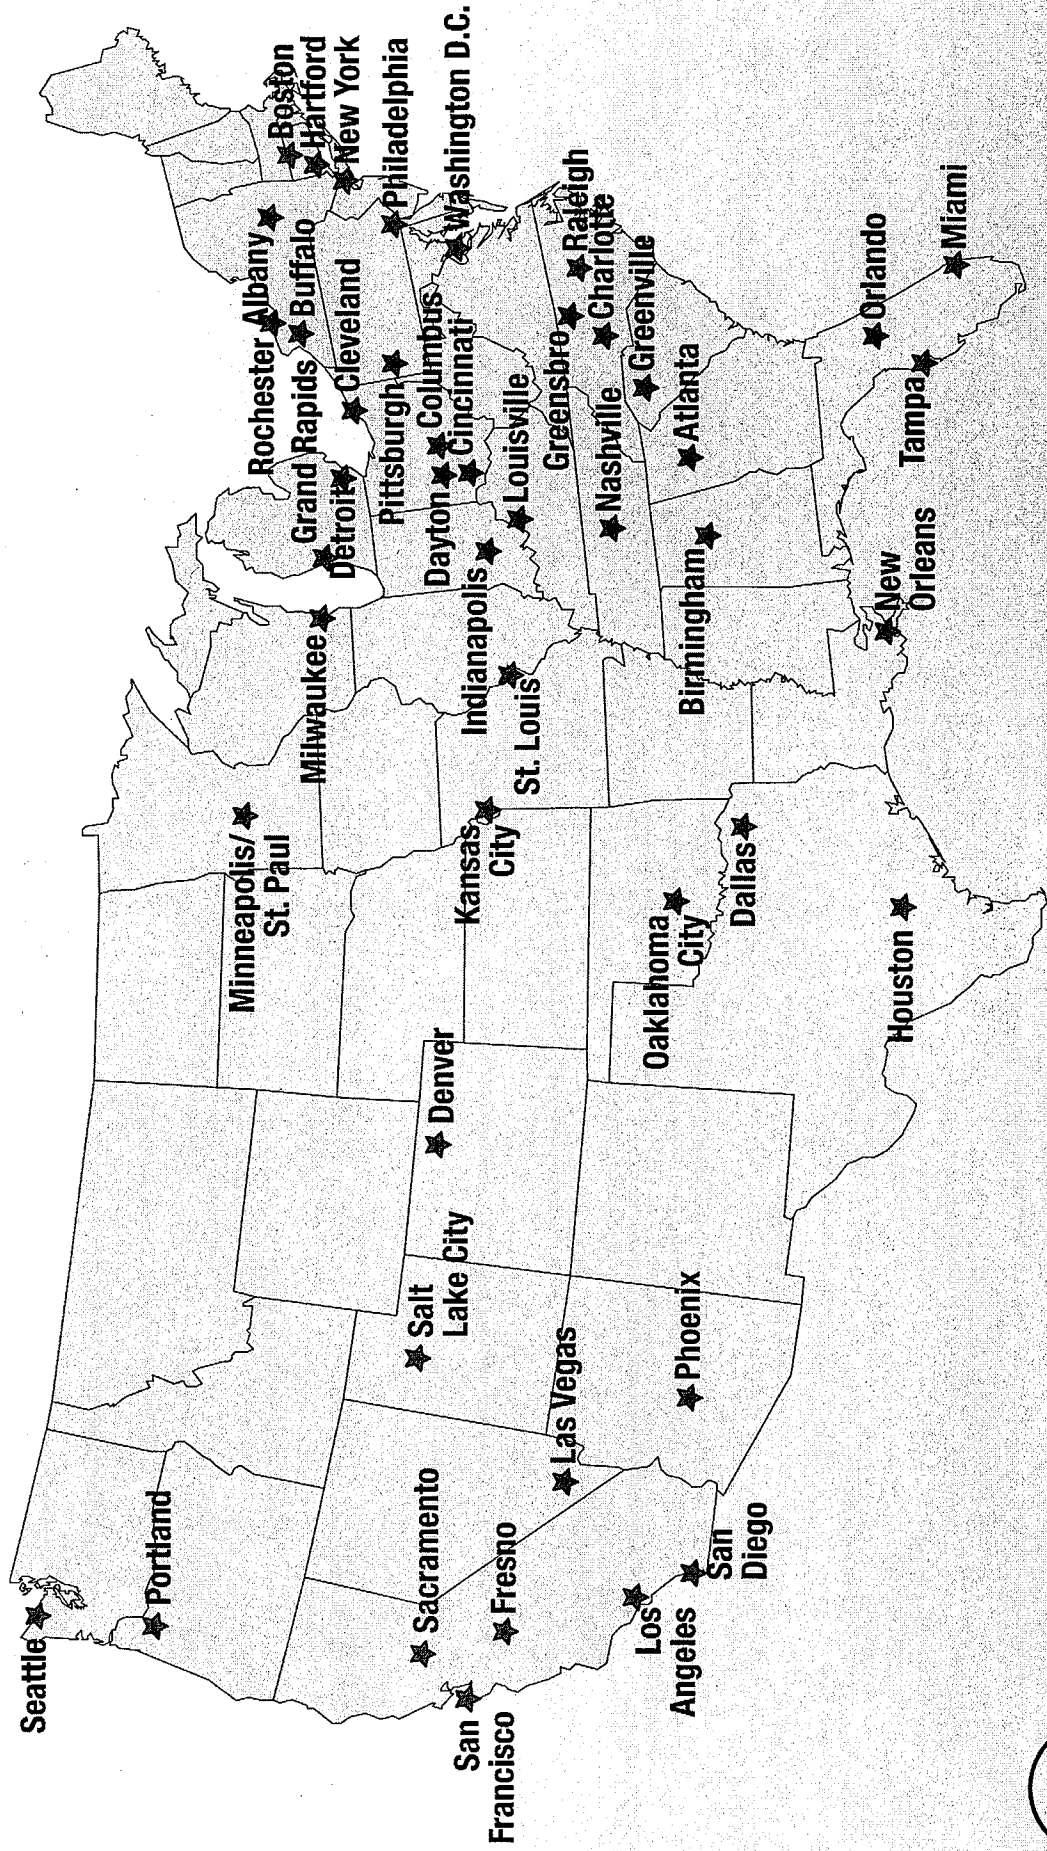 Seattle
Portland
San
Francisco
Sacramento
Fresno
Los
Angeles
San
Diego
Las Vegas
Phoenix
Salt
Lake City
Denver
Minneapolis/
St. Paul
Kansas
City
Oaklahoma
City
Dallas
Houston
Milwaukee
Indianapolis
St. Louis
Birmingham
New
Orleans
Rochester
Albany
Buffalo
Grand Rapids
Detroit
Cleveland
Pittsburgh
Dayton
Columbus
Cincinnati
Louisville
Greensbro
Nashville
Atlanta
Greenville
Charlotte
Raleigh
Boston
Hartford
New York
Philadelphia
Washington D.C.
Orlando
Tampa
Miami